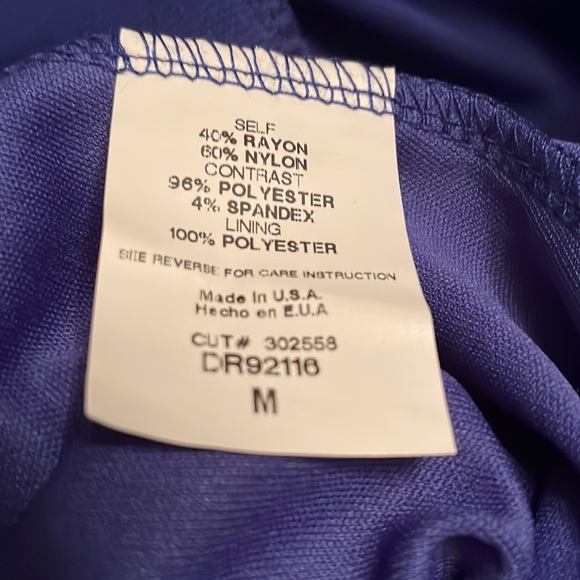 SELF
40% RAYON
60% NYLON
CONTRAST
96% POLYESTER
4% SPANDEX
LINING
100% POLYESTER
SEE REVERSE FOR CARE INSTRUCTION
Made In U.S.A.
Hecho en E.U.A
CUT# 302558
DR92116
M